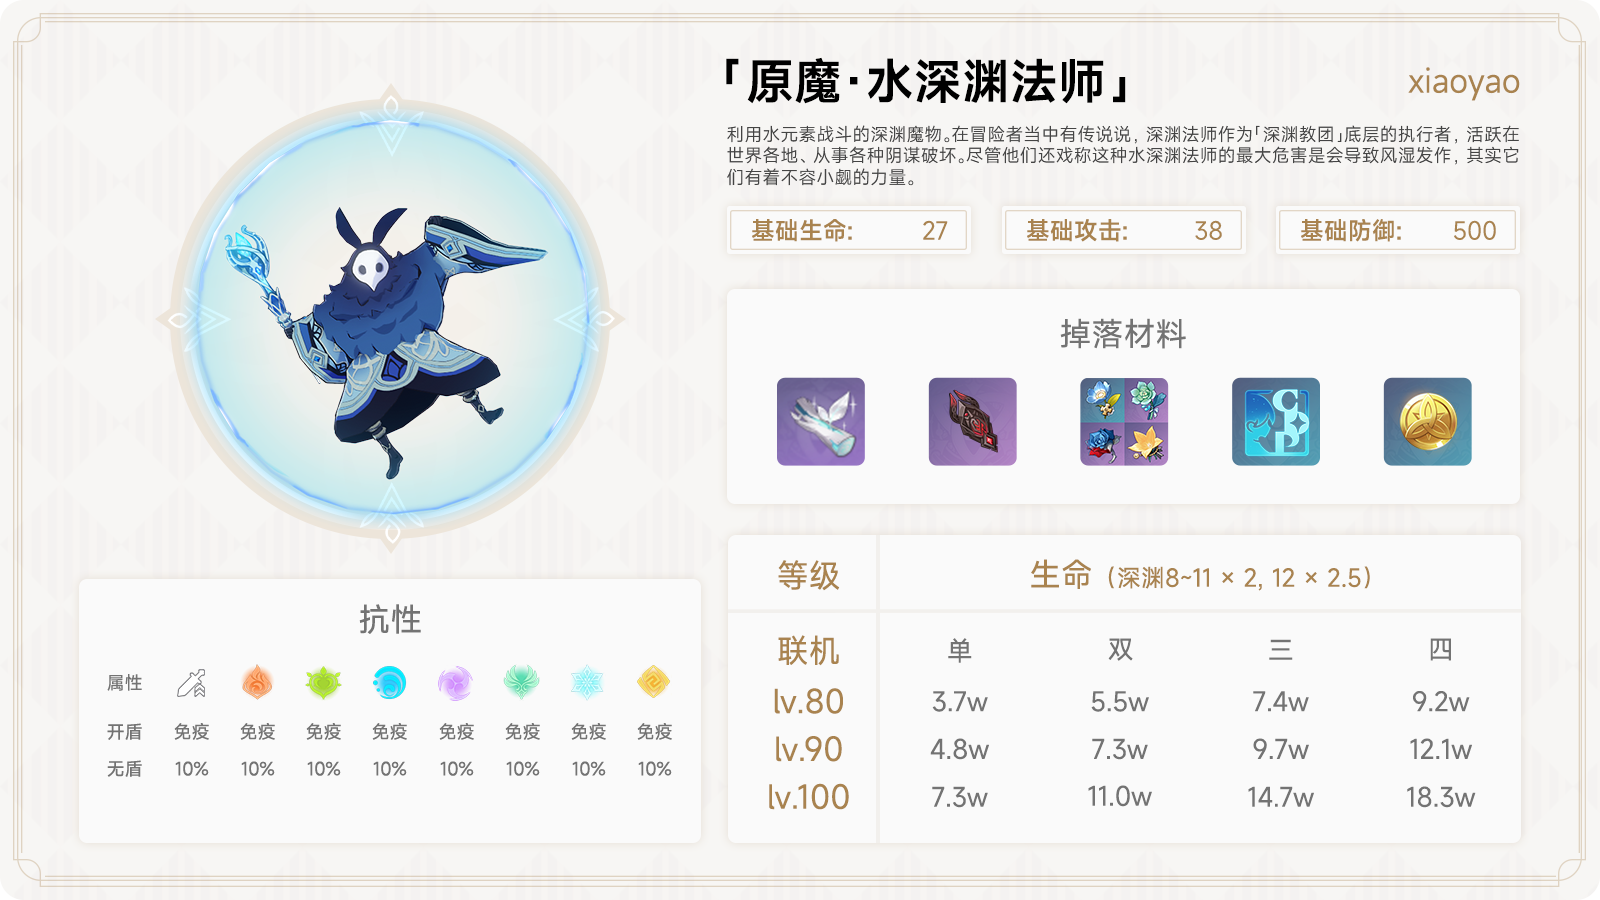 「原魔·水深渊法师」
xiaoyao
利用水元素战斗的深渊魔物。在冒险者当中有传说说，深渊法师作为「深渊教团」底层的执行者，活跃在
世界各地、从事各种阴谋破坏。尽管他们还戏称这种水深渊法师的最大危害是会导致风湿发作，其实它
们有着不容小觑的力量。
基础生命: 27
基础攻击: 38
基础防御: 500
掉落材料
抗性
属性
开盾 免疫 免疫 免疫 免疫 免疫 免疫 免疫 免疫
无盾 10% 10% 10% 10% 10% 10% 10% 10%
等级 生命（深渊8~11 × 2, 12 × 2.5）
联机 单 双 三 四
lv.80 3.7w 5.5w 7.4w 9.2w
lv.90 4.8w 7.3w 9.7w 12.1w
lv.100 7.3w 11.0w 14.7w 18.3w